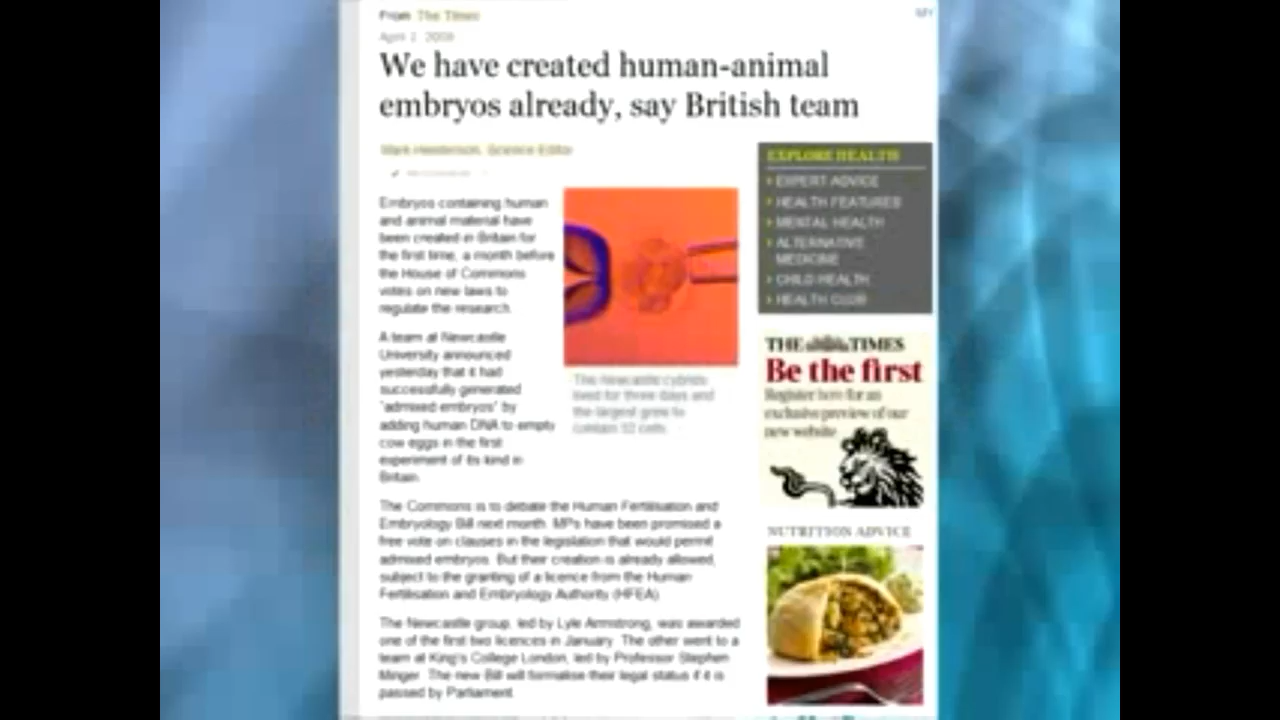 From The Times
April 2, 2008
We have created human-animal
embryos already, say British team
Mark Henderson, Science Editor
Embryos containing human
and animal material have
been created in Britain for
the first time, a month before
the House of Commons
votes on new laws to
regulate the research.
A team at Newcastle
University announced
yesterday that it had
successfully generated
"admixed embryos" by
adding human DNA to empty
cow eggs in the first
experiment of its kind in
Britain.
The Newcastle cybrids
lived for three days and
the largest grew to
contain 32 cells
The Commons is to debate the Human Fertilisation and
Embryology Bill next month. MPs have been promised a
free vote on clauses in the legislation that would permit
admixed embryos. But their creation is already allowed,
subject to the granting of a licence from the Human
Fertilisation and Embryology Authority (HFEA).
The Newcastle group, led by Lyle Armstrong, was awarded
one of the first two licences in January. The other went to a
team at King's College London, led by Professor Stephen
Minger. The new Bill will formalise their legal status if it is
passed by Parliament.
EXPLORE HEALTH
EXPERT ADVICE
HEALTH FEATURES
MENTAL HEALTH
ALTERNATIVE
MEDICINE
CHILD HEALTH
HEALTH CLUB
THE TIMES
Be the first
Register here for an
exclusive preview of our
new website
NUTRITION ADVICE